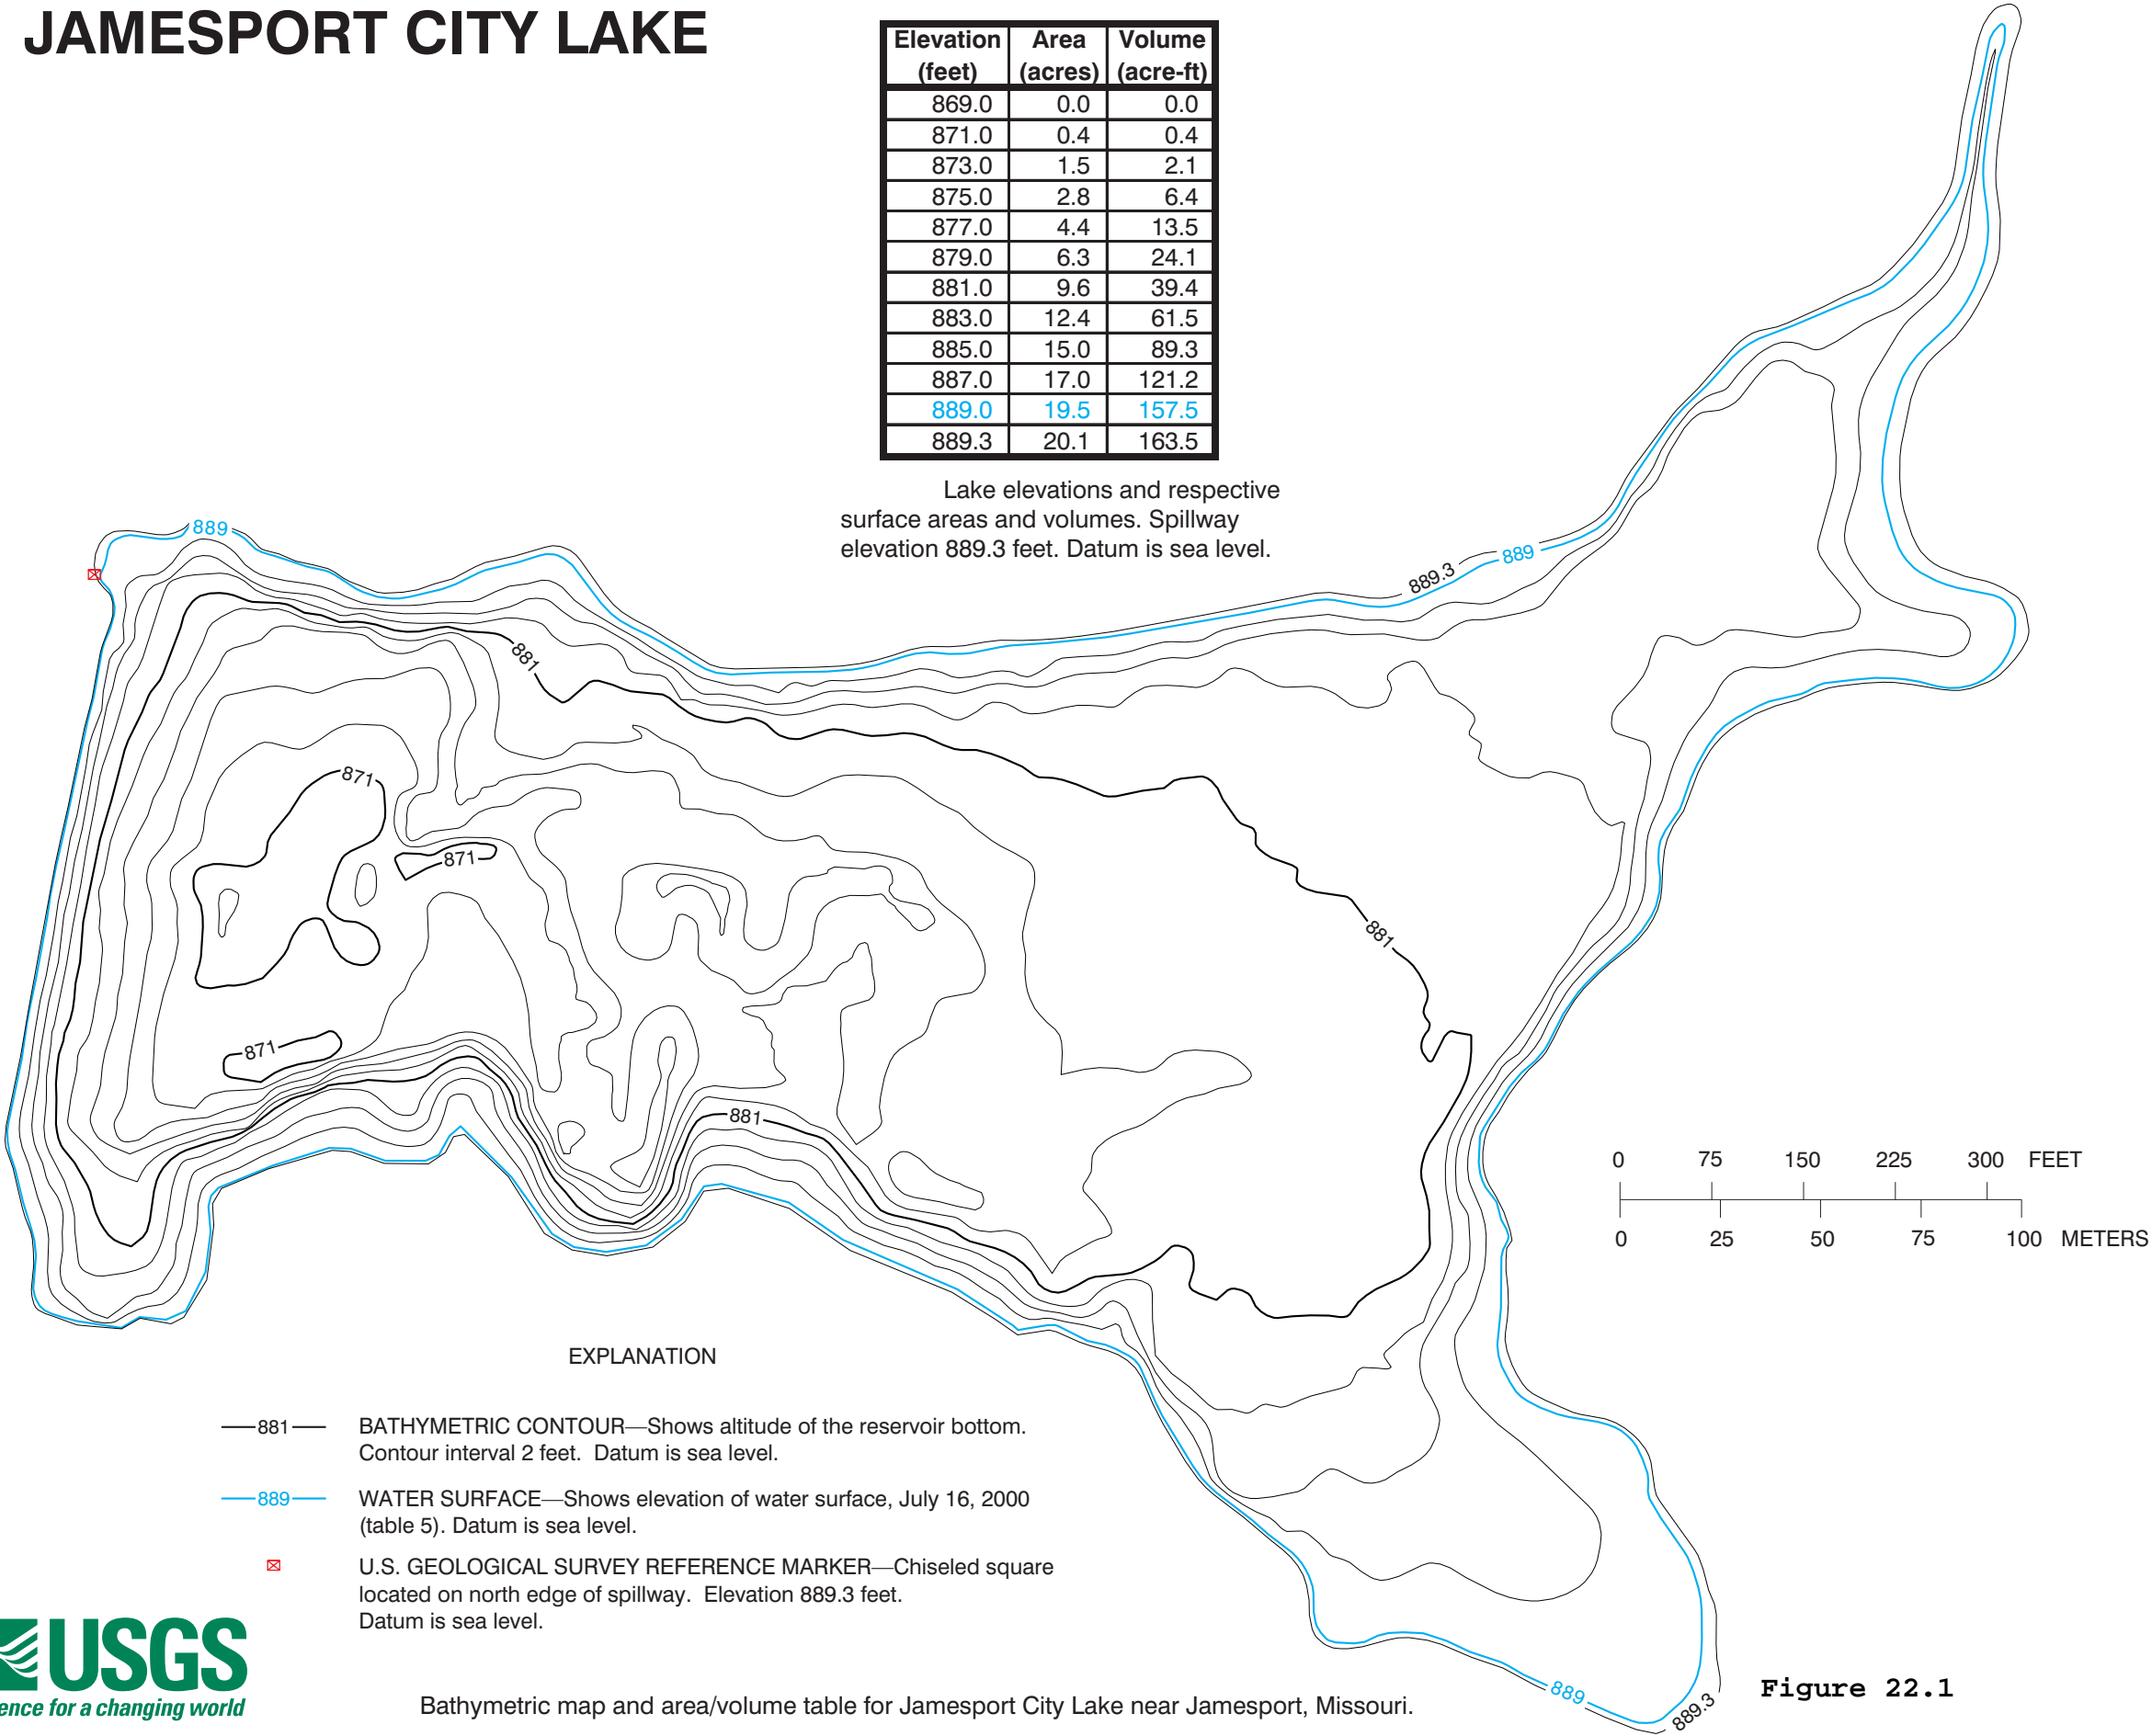 JAMESPORT CITY LAKE
Elevation (feet) Area (acres) Volume (acre-ft)
869.0 0.0 0.0
871.0 0.4 0.4
873.0 1.5 2.1
875.0 2.8 6.4
877.0 4.4 13.5
879.0 6.3 24.1
881.0 9.6 39.4
883.0 12.4 61.5
885.0 15.0 89.3
887.0 17.0 121.2
889.0 19.5 157.5
889.3 20.1 163.5
Lake elevations and respective
surface areas and volumes. Spillway
elevation 889.3 feet. Datum is sea level.
889
889
889.3
881
871
871
881
871
881
0 75 150 225 300 FEET
0 25 50 75 100 METERS
EXPLANATION
881 BATHYMETRIC CONTOUR—Shows altitude of the reservoir bottom.
Contour interval 2 feet. Datum is sea level.
889 WATER SURFACE—Shows elevation of water surface, July 16, 2000
(table 5). Datum is sea level.
U.S. GEOLOGICAL SURVEY REFERENCE MARKER—Chiseled square
located on north edge of spillway. Elevation 889.3 feet.
Datum is sea level.
USGS
ence for a changing world
889
889.3
Figure 22.1
Bathymetric map and area/volume table for Jamesport City Lake near Jamesport, Missouri.